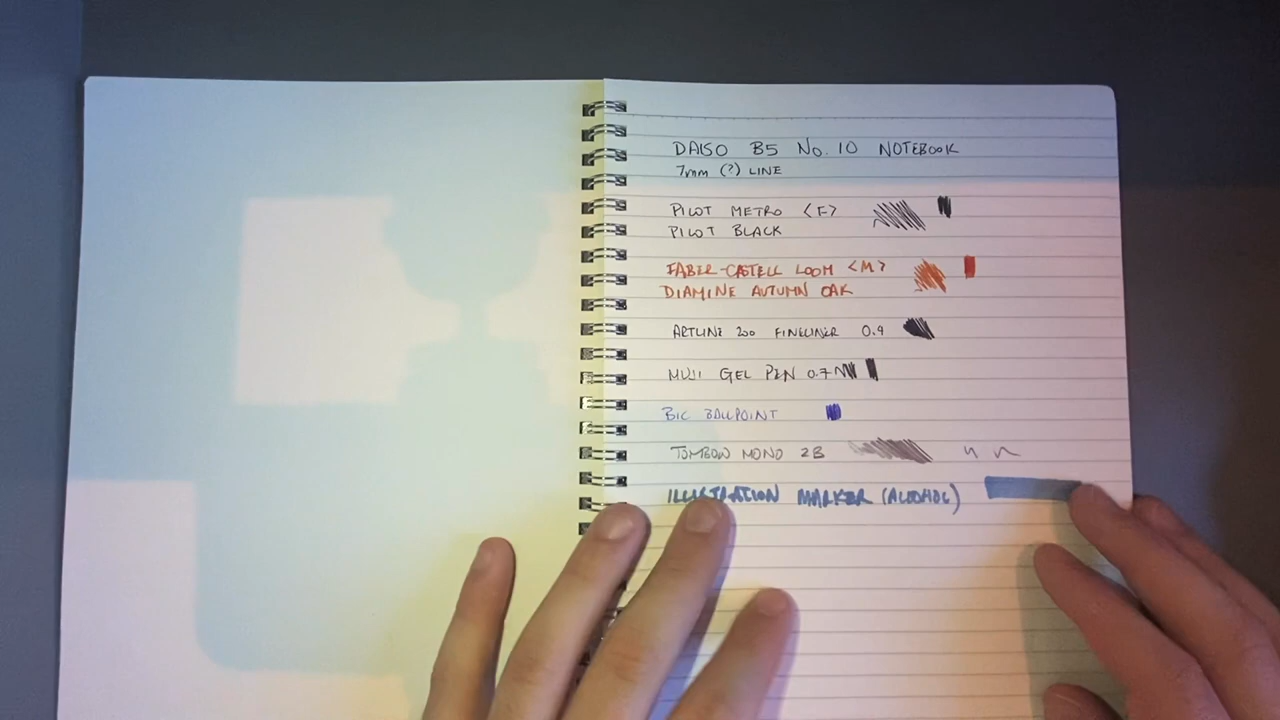 DAISO B5 No. 10 NOTEBOOK
7mm (?) LINE
PILOT METRO <F>
PILOT BLACK
FABER-CASTELL LOOM <M>
DIAMINE AUTUMN OAK
ARTLINE 200 FINELINER 0.4
MUJI GEL PEN 0.7
BIC BALLPOINT
TOMBOW MONO 2B
ILLUSTRATION MARKER (ALCOHOL)